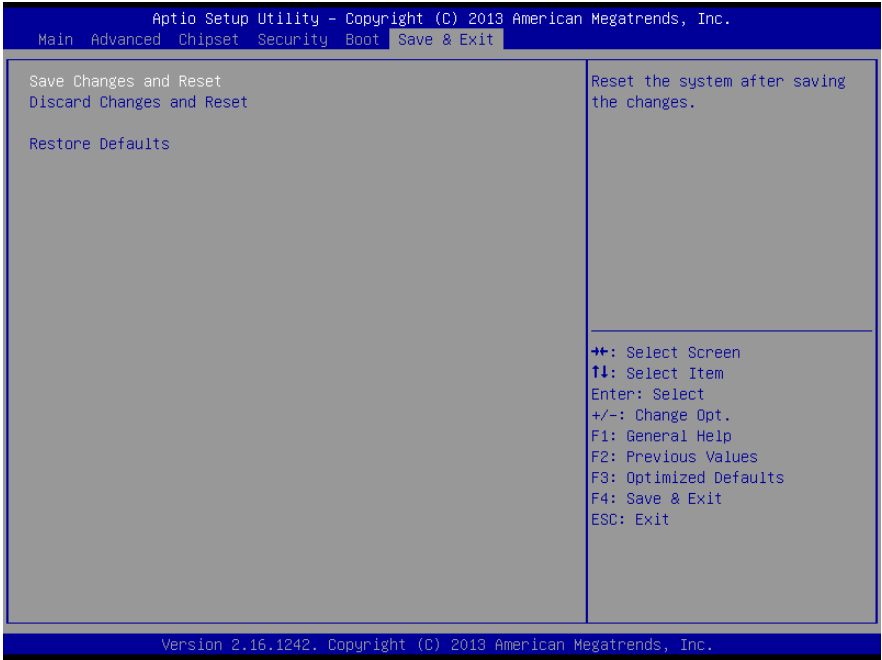 Aptio Setup Utility – Copyright (C) 2013 American Megatrends, Inc.
Main Advanced Chipset Security Boot Save & Exit
Save Changes and Reset
Discard Changes and Reset
Restore Defaults
Reset the system after saving
the changes.
→←: Select Screen
↑↓: Select Item
Enter: Select
+/-: Change Opt.
F1: General Help
F2: Previous Values
F3: Optimized Defaults
F4: Save & Exit
ESC: Exit
Version 2.16.1242. Copyright (C) 2013 American Megatrends, Inc.